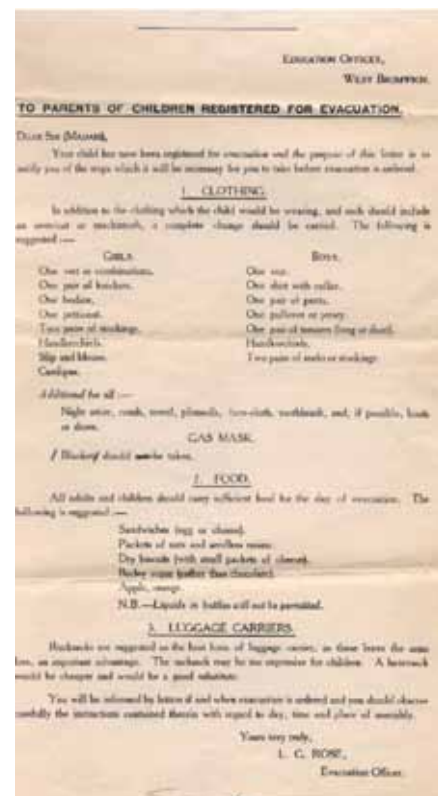 EDUCATION OFFICES,
WEST BROMWICH.
TO PARENTS OF CHILDREN REGISTERED FOR EVACUATION.
DEAR SIR (MADAM),
Your child has now been registered for evacuation and the purpose of this letter is to
notify you of the steps which it will be necessary for you to take before evacuation is ordered.
1. CLOTHING.
In addition to the clothing which the child would be wearing, and such should include
an overcoat or mackintosh, a complete change should be carried. The following is
suggested :—
GIRLS. BOYS.
One vest or combinations. One vest.
One pair of knickers. One shirt with collar.
One bodice. One pair of pants.
One petticoat. One pullover or jersey.
Two pairs of stockings. One pair of trousers (long or short).
Handkerchiefs. Handkerchiefs.
Slip and blouse. Two pairs of socks or stockings.
Cardigan.
Additional for all :—
Night attire, comb, towel, plimsolls, face-cloth, toothbrush, and, if possible, boots
or shoes.
GAS MASK.
Blankets should be taken.
2. FOOD.
All adults and children should carry sufficient food for the day of evacuation. The
following is suggested :—
Sandwiches (egg or cheese).
Packets of nuts and seedless raisins.
Dry biscuits (with small packets of cheese).
Barley sugar (rather than chocolate).
Apple, orange.
N.B.—Liquids in bottles will not be permitted.
3. LUGGAGE CARRIERS.
Rucksacks are suggested as the best form of luggage carrier, as these leave the arms
free, an important advantage. The rucksack may be too expensive for children. A haversack
would be cheaper and would be a good substitute.
You will be informed by letter if and when evacuation is ordered and you should observe
carefully the instructions contained therein with regard to day, time and place of assembly.
Yours very truly,
L. G. ROSE,
Evacuation Officer.